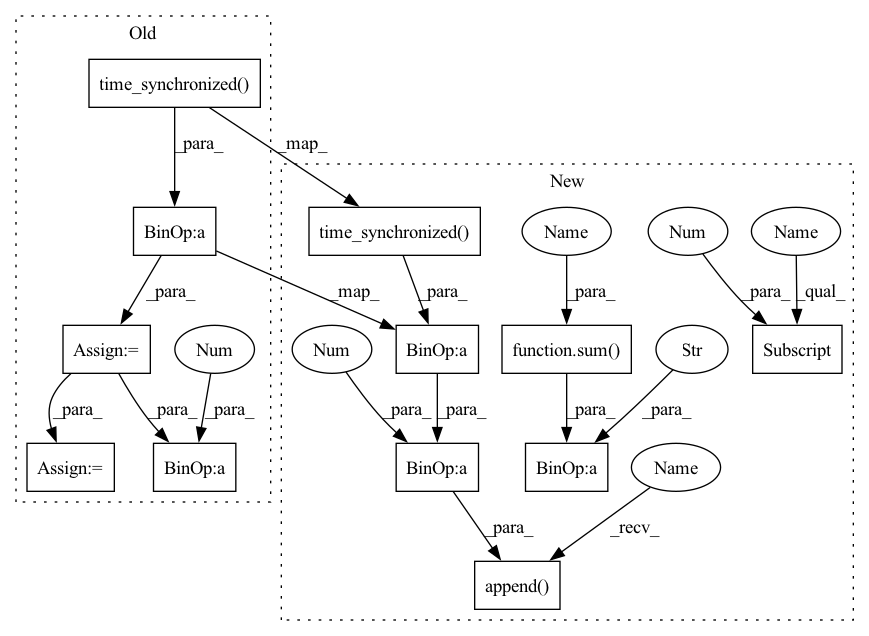 Old
time_synchronized()
_para_
_map_
New
BinOp:a
time_synchronized()
Name
Num
Name
_para_
_map_
_para_
_para_
_para_
_qual_
Assign:=
Num
Num
BinOp:a
function.sum()
Str
Subscript
_para_
_para_
_para_
_para_
_para_
_para_
_para_
Assign:=
BinOp:a
BinOp:a
BinOp:a
Name
_para_
_recv_
append()